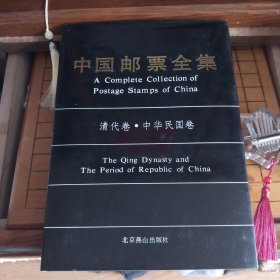 中国邮票全集
A Complete Collection of
Postage Stamps of China
清代卷·中华民国卷
The Qing Dynasty and
The Period of Republic of China
北京燕山出版社